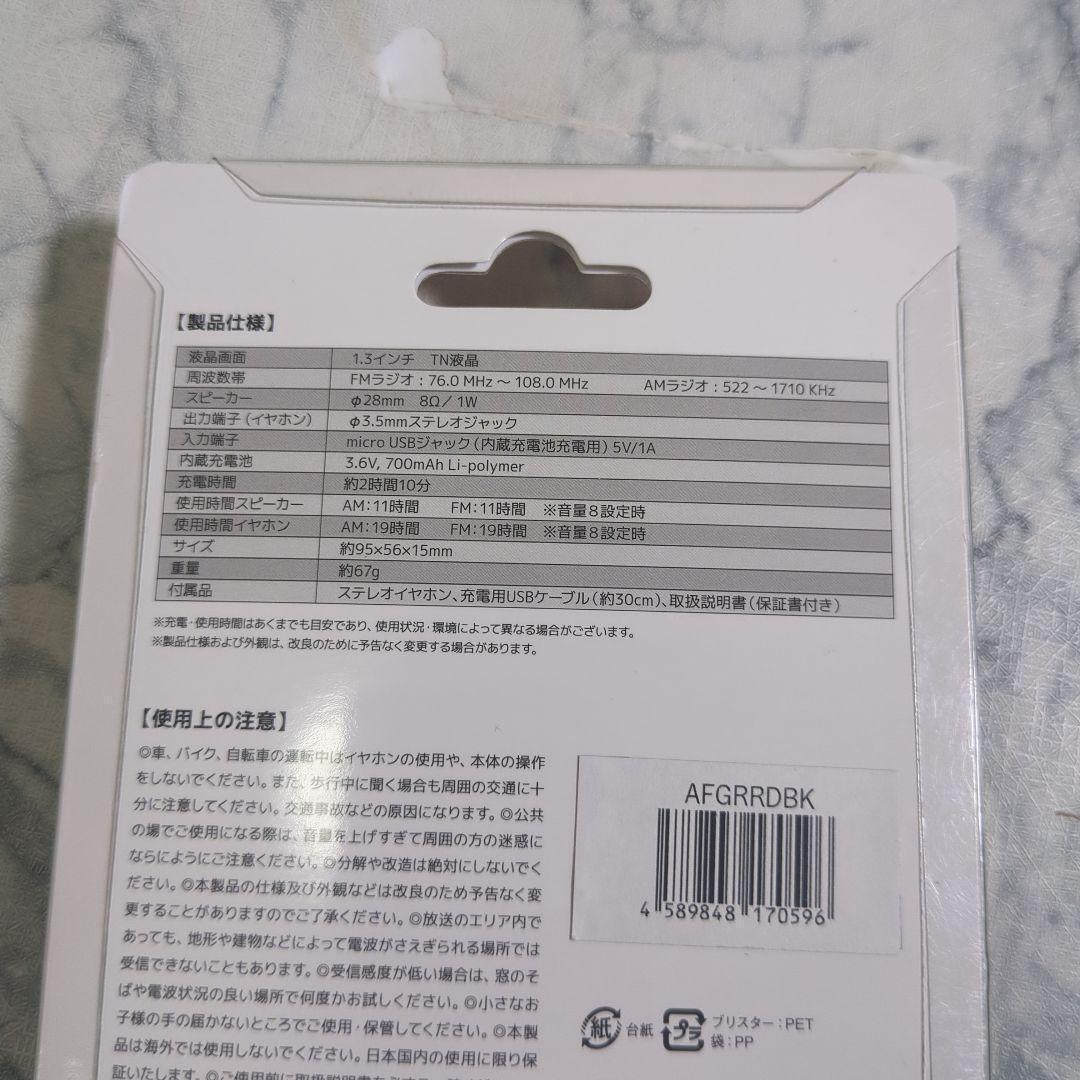 【製品仕様】
液晶画面 1.3インチ TN液晶
周波数帯 FMラジオ：76.0 MHz ～ 108.0 MHz AMラジオ：522 ～ 1710 KHz
スピーカー φ28mm 8Ω／1W
出力端子（イヤホン） φ3.5mmステレオジャック
入力端子 micro USBジャック（内蔵充電池充電用）5V/1A
内蔵充電池 3.6V, 700mAh Li-polymer
充電時間 約2時間10分
使用時間スピーカー AM：11時間 FM：11時間 ※音量８設定時
使用時間イヤホン AM：19時間 FM：19時間 ※音量８設定時
サイズ 約95×56×15mm
重量 約67g
付属品 ステレオイヤホン、充電用USBケーブル（約30cm）、取扱説明書（保証書付き）
※充電・使用時間はあくまでも目安であり、使用状況・環境によって異なる場合がございます。
※製品仕様および外観は、改良のために予告なく変更する場合があります。
【使用上の注意】
◎車、バイク、自転車の運転中はイヤホンの使用や、本体の操作
をしないでください。また、歩行中に聞く場合も周囲の交通に十
分に注意してください。交通事故などの原因になります。◎公共
の場でご使用になる際は、音量を上げすぎて周囲の方の迷惑に
ならにようにご注意ください。◎分解や改造は絶対にしないでく
ださい。◎本製品の仕様及び外観などは改良のため予告なく変
更することがありますのでご了承ください。◎放送のエリア内で
あっても、地形や建物などによって電波がさえぎられる場所では
受信できないこともあります。◎受信感度が低い場合は、窓のそ
ばや電波状況の良い場所で何度かお試しください。◎小さなお
子様の手の届かないところでご使用・保管してください。◎本製
品は海外では使用しないでください。日本国内の使用に限り保
証いたします。◎ご使用前に取扱説明書を
AFGRRDBK
4 589848 170596
紙 台紙
プラ ブリスター：PET
袋：PP